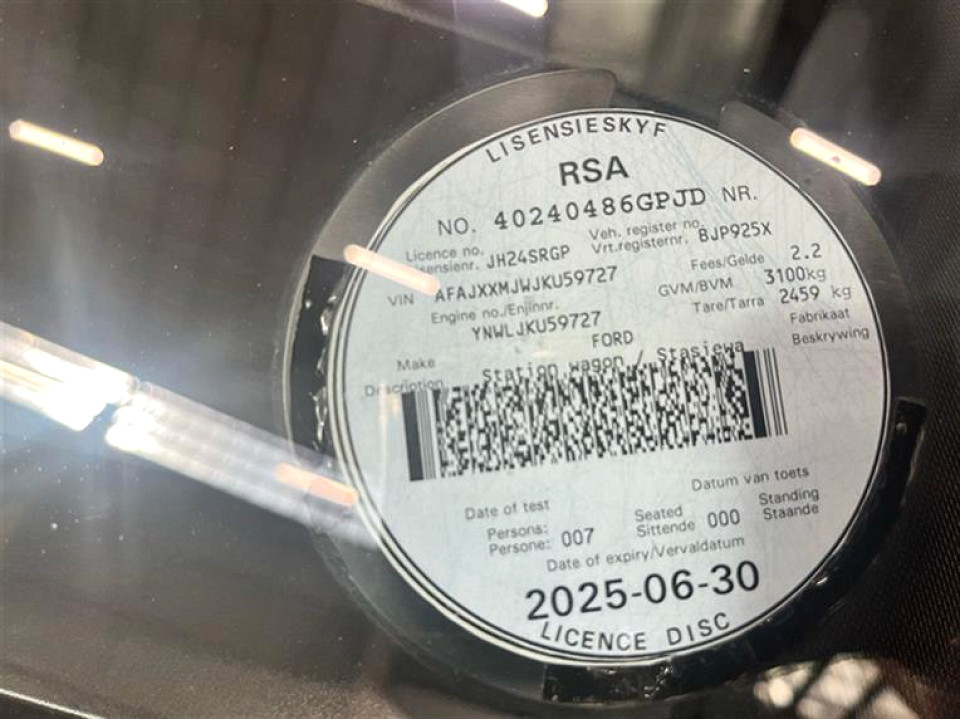 LISENSIESKYF
RSA
NO. 40240486GPJD NR.
Licence no. Veh. register no.
JH24SRGP Vrt.registernr. BJP925X
VIN AFAJXXMJWJKU59727 Fees/Gelde 2.2
Engine no./Enjinnr. GVM/BVM 3100kg
YNWLJKU59727 Tare/Tarra 2459 kg
Make FORD Fabrikaat
Description Station wagon / Stasiewa Beskrywing
Date of test Datum van toets
Persons: Seated Standing
Persone: 007 Sittende 000 Staande
Date of expiry/Vervaldatum
2025-06-30
LICENCE DISC